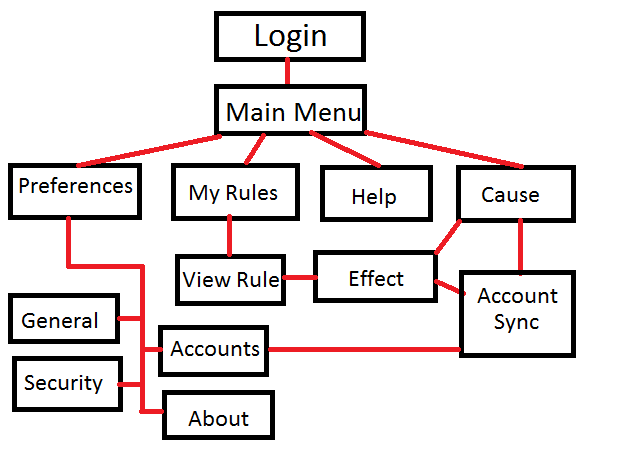 Login
Main Menu
Preferences
My Rules
Help
Cause
View Rule
Effect
Account
Sync
General
Accounts
Security
About